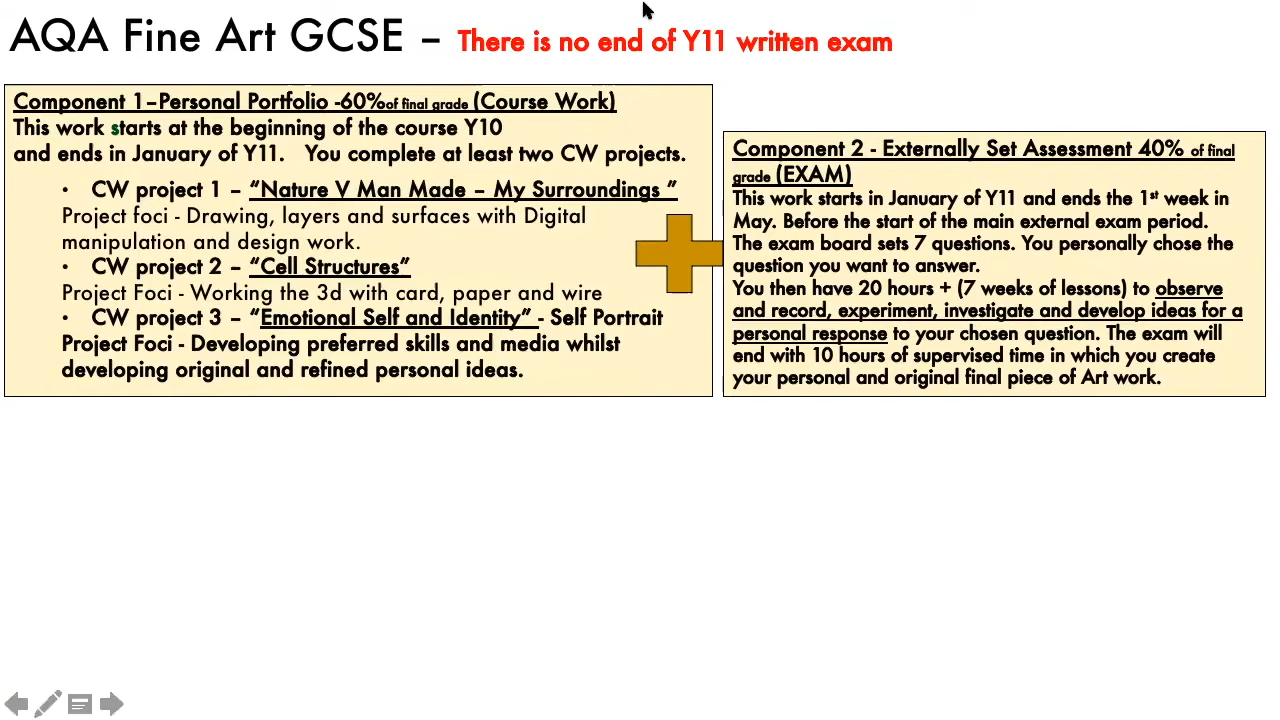 AQA Fine Art GCSE – There is no end of Y11 written exam
Component 1–Personal Portfolio -60%of final grade (Course Work)
This work starts at the beginning of the course Y10
and ends in January of Y11. You complete at least two CW projects.
• CW project 1 – “Nature V Man Made – My Surroundings ”
Project foci - Drawing, layers and surfaces with Digital
manipulation and design work.
• CW project 2 – “Cell Structures”
Project Foci - Working the 3d with card, paper and wire
• CW project 3 – “Emotional Self and Identity” - Self Portrait
Project Foci - Developing preferred skills and media whilst
developing original and refined personal ideas.
Component 2 - Externally Set Assessment 40% of final
grade (EXAM)
This work starts in January of Y11 and ends the 1st week in
May. Before the start of the main external exam period.
The exam board sets 7 questions. You personally chose the
question you want to answer.
You then have 20 hours + (7 weeks of lessons) to observe
and record, experiment, investigate and develop ideas for a
personal response to your chosen question. The exam will
end with 10 hours of supervised time in which you create
your personal and original final piece of Art work.